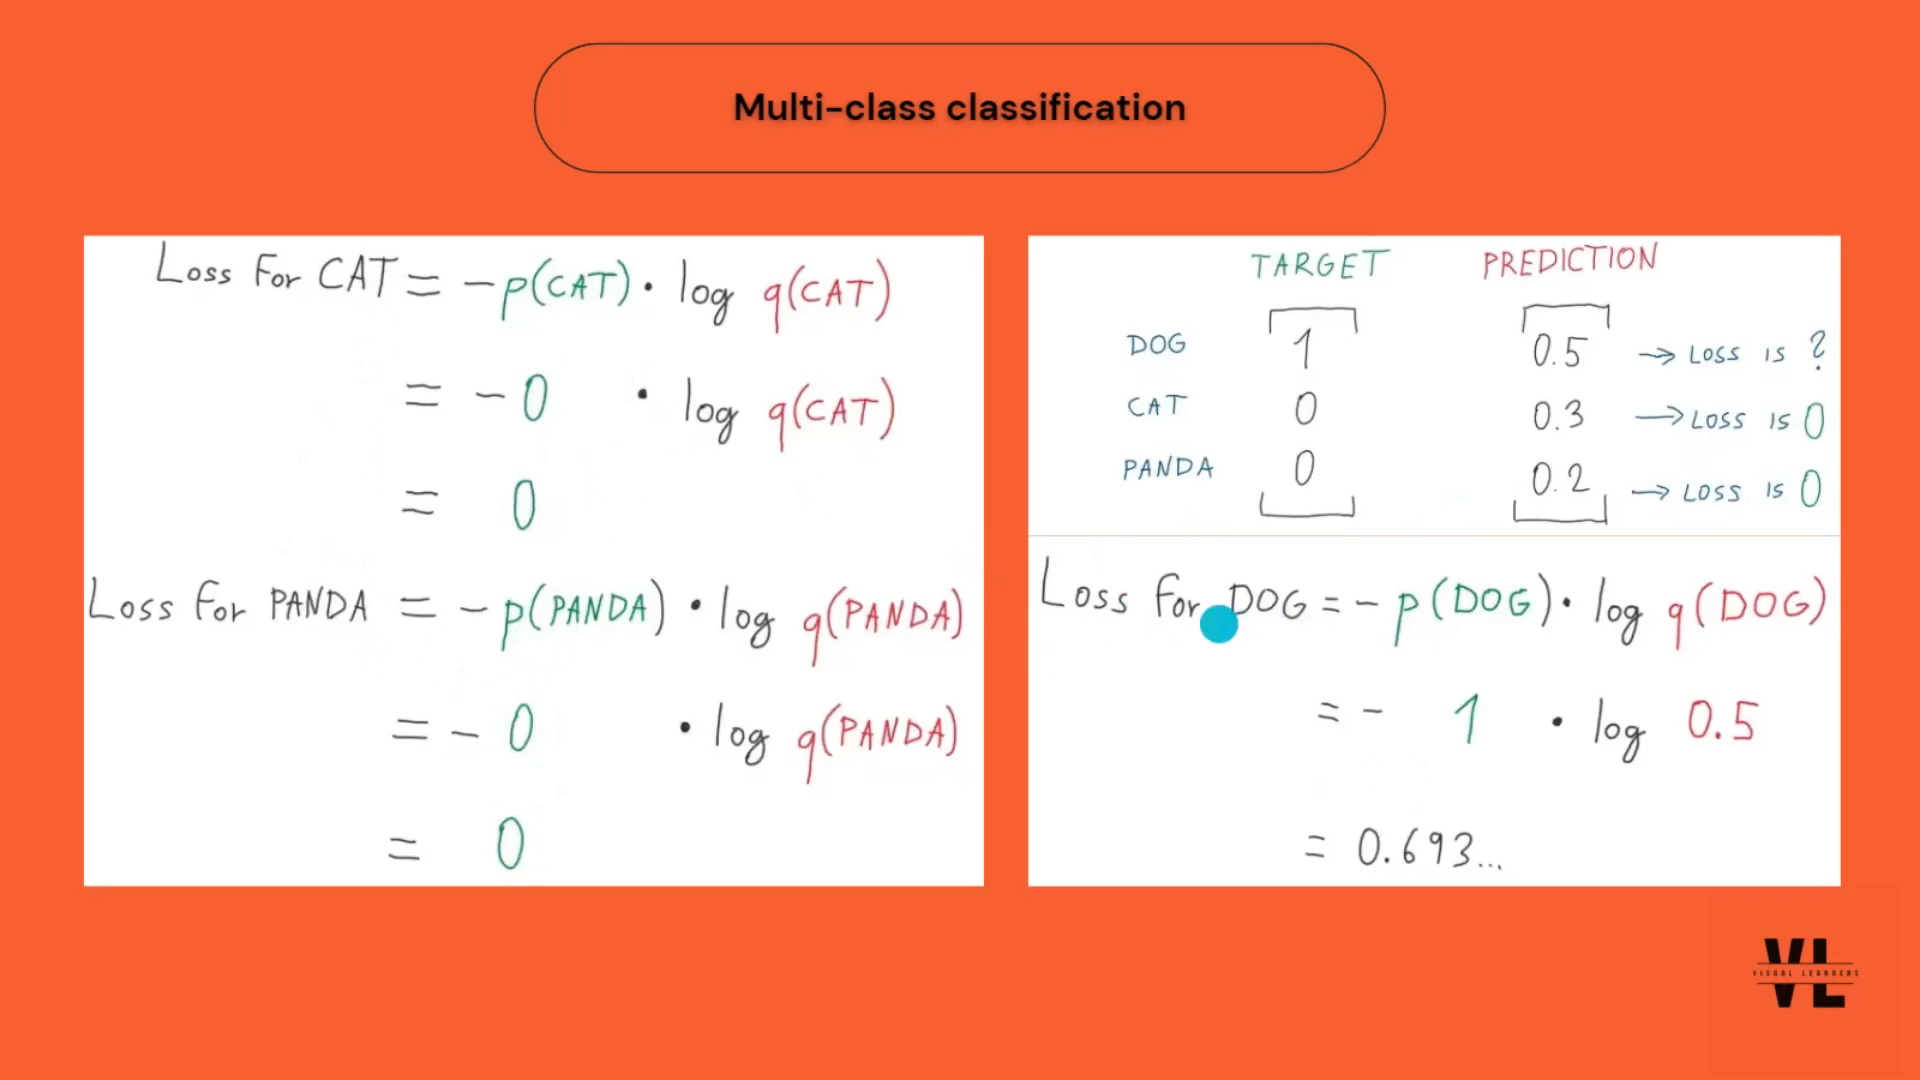 Multi-class classification
Loss For CAT = -p(CAT) · log q(CAT)
= - 0 · log q(CAT)
= 0
Loss For PANDA = -p(PANDA) · log q(PANDA)
= - 0 · log q(PANDA)
= 0
TARGET PREDICTION
DOG 1 0.5 → LOSS IS ?
CAT 0 0.3 → LOSS IS 0
PANDA 0 0.2 → LOSS IS 0
Loss for DOG = - p(DOG) · log q(DOG)
= - 1 · log 0.5
= 0.693...
VL
VISUAL LEARNERS